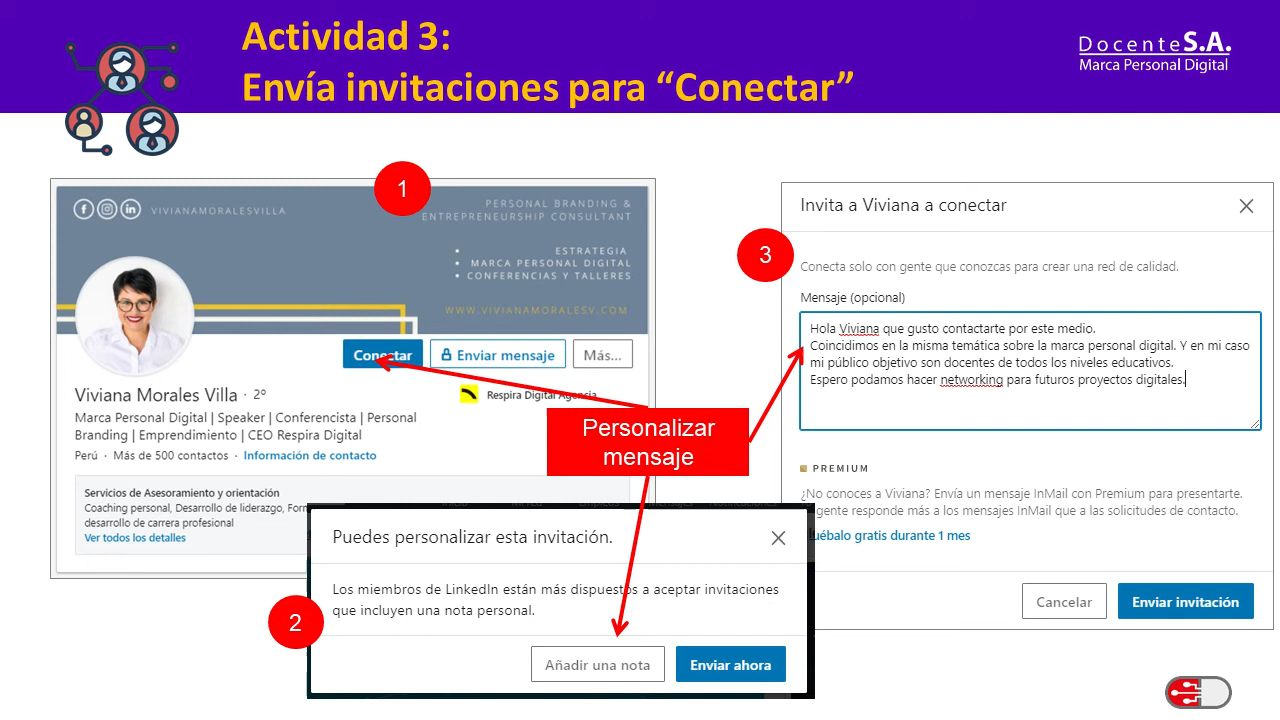 Actividad 3:
Envía invitaciones para “Conectar”
DocenteS.A.
Marca Personal Digital
1
VIVIANAMORALESVILLA
PERSONAL BRANDING &
ENTREPRENEURSHIP CONSULTANT
• ESTRATEGIA
• MARCA PERSONAL DIGITAL
• CONFERENCIAS Y TALLERES
WWW.VIVIANAMORALESV.COM
Conectar
Enviar mensaje
Más...
Viviana Morales Villa · 2º
Respira Digital Agencia
Marca Personal Digital | Speaker | Conferencista | Personal
Branding | Emprendimiento | CEO Respira Digital
Perú · Más de 500 contactos · Información de contacto
Servicios de Asesoramiento y orientación
Coaching personal, Desarrollo de liderazgo,
desarrollo de carrera profesional
Ver todos los detalles
Personalizar
mensaje
2
Puedes personalizar esta invitación.
Los miembros de LinkedIn están más dispuestos a aceptar invitaciones
que incluyen una nota personal.
Añadir una nota
Enviar ahora
3
Invita a Viviana a conectar
Conecta solo con gente que conozcas para crear una red de calidad.
Mensaje (opcional)
Hola Viviana que gusto contactarte por este medio.
Coincidimos en la misma temática sobre la marca personal digital. Y en mi caso
mi público objetivo son docentes de todos los niveles educativos.
Espero podamos hacer networking para futuros proyectos digitales.
PREMIUM
¿No conoces a Viviana? Envía un mensaje InMail con Premium para presentarte.
gente responde más a los mensajes InMail que a las solicitudes de contacto.
uébalo gratis durante 1 mes
Cancelar
Enviar invitación